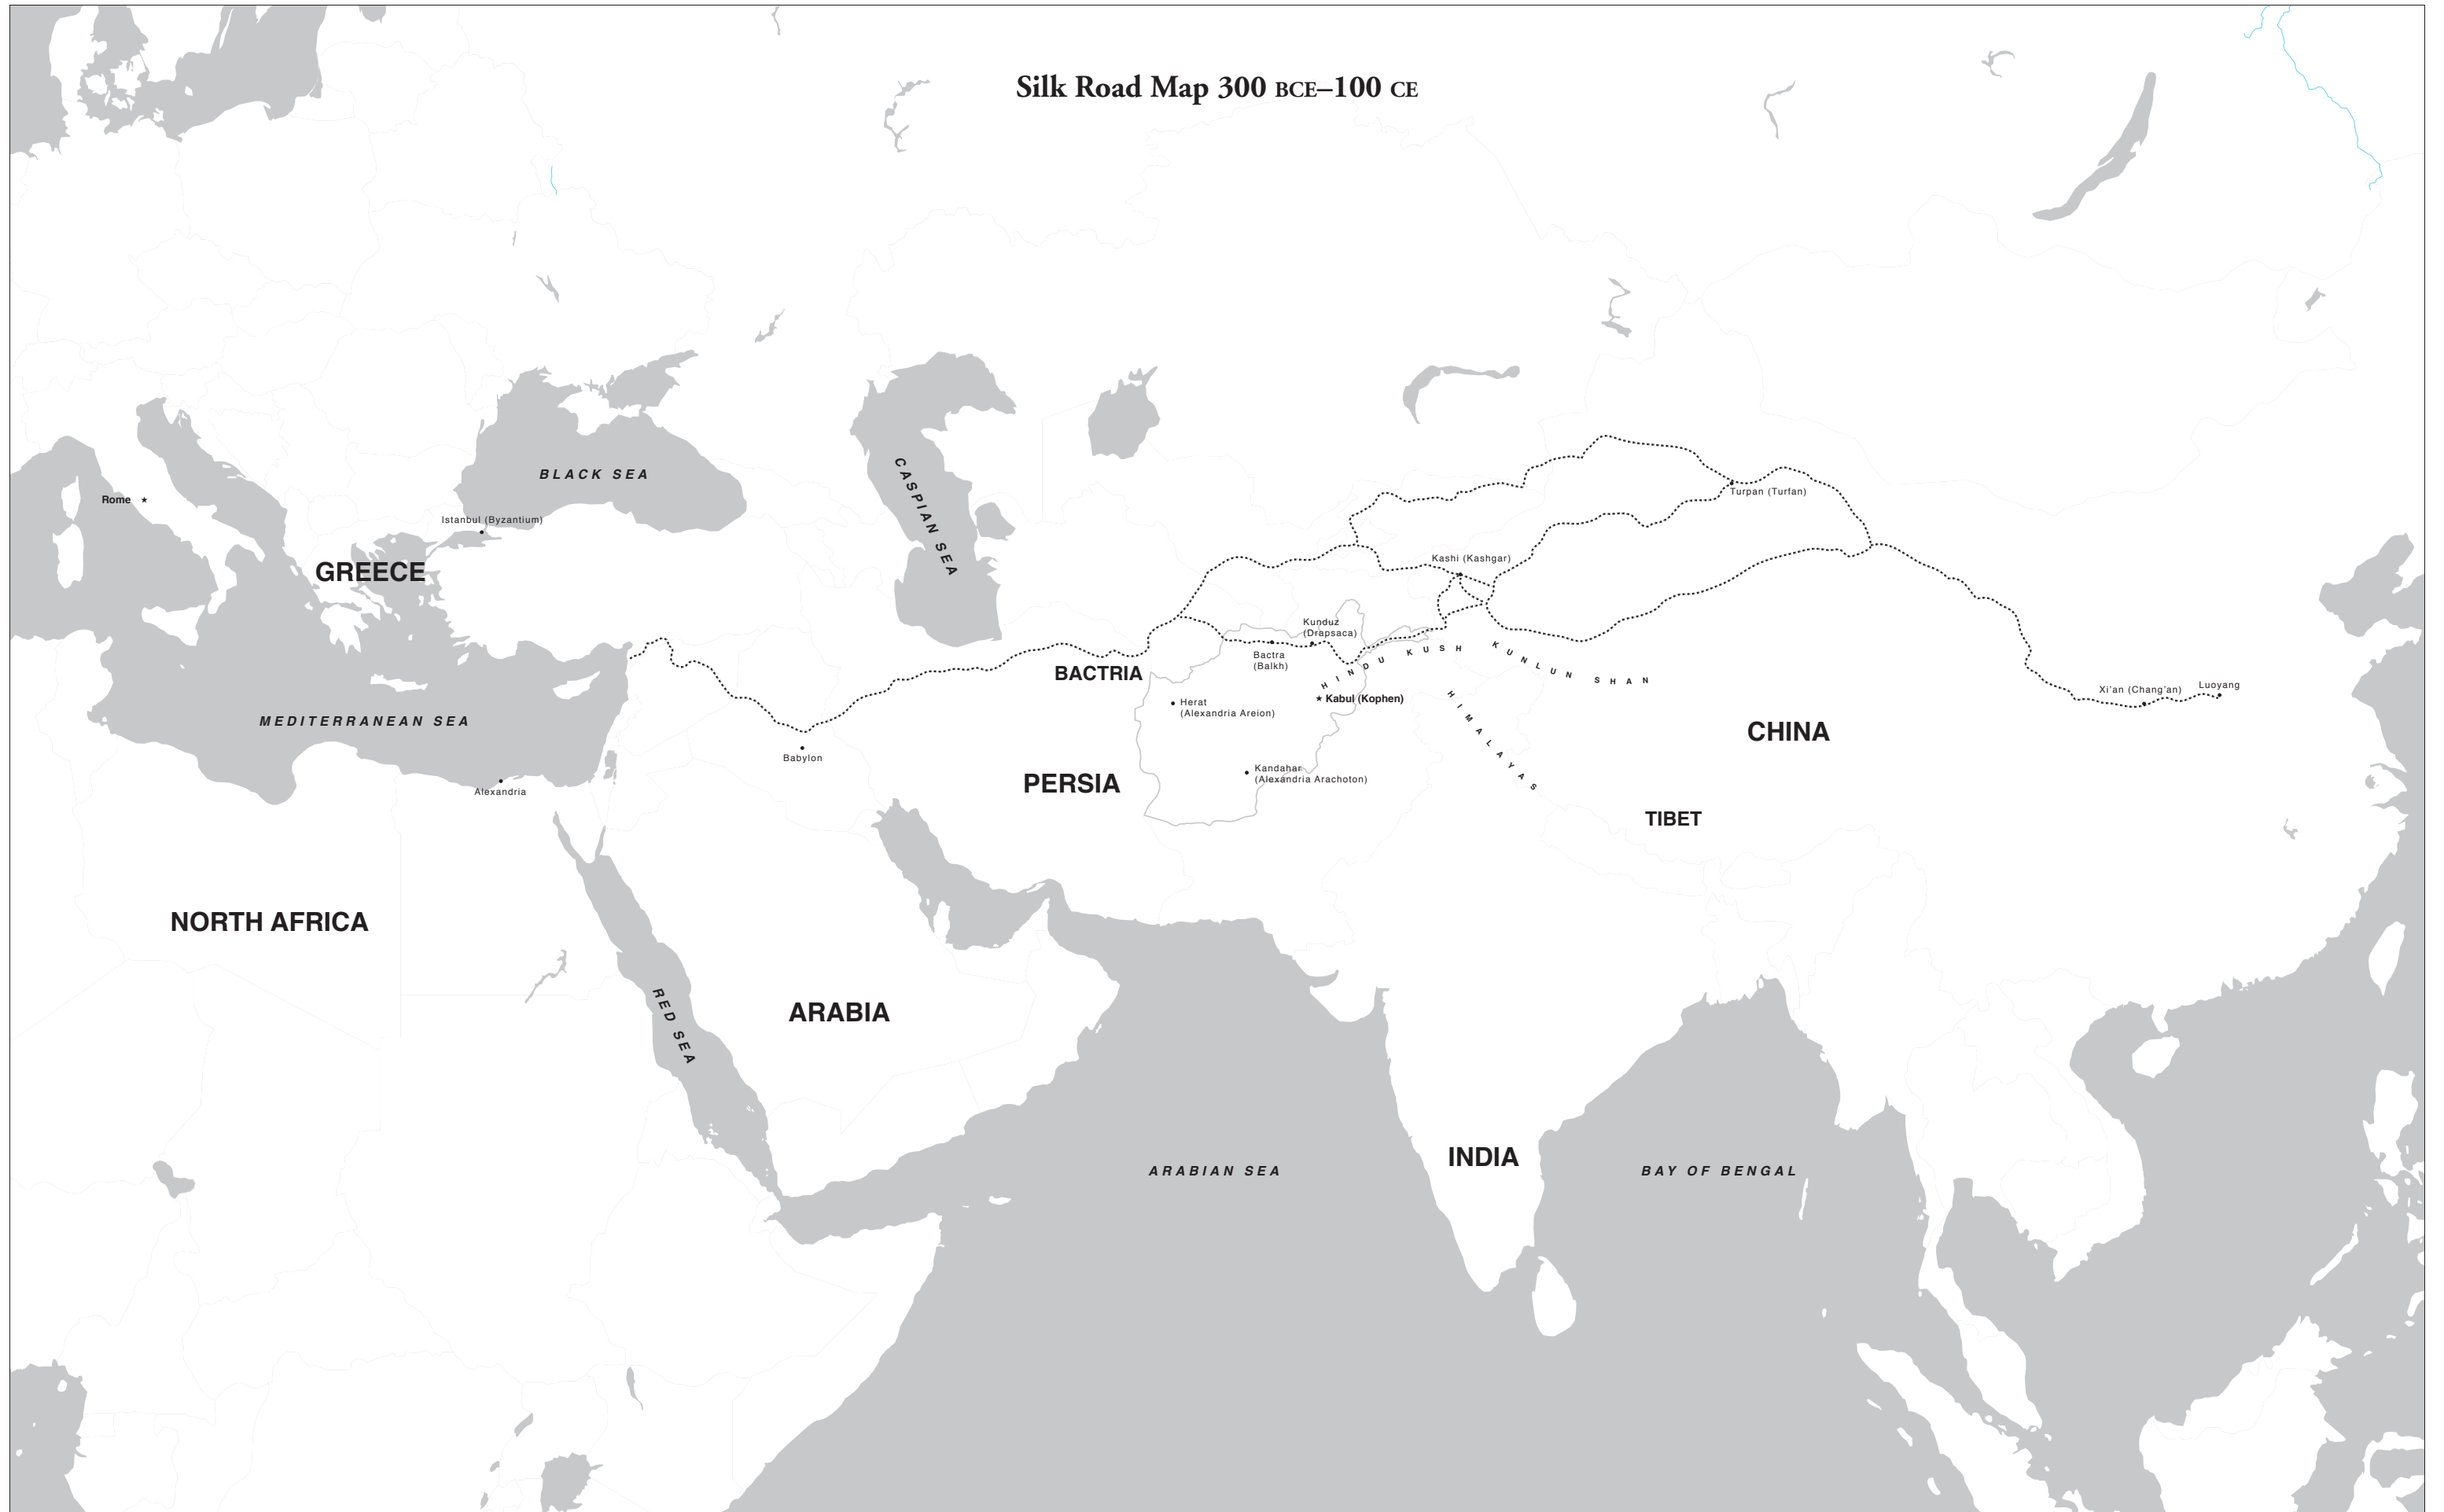 Silk Road Map 300 BCE–100 CE
BLACK SEA
CASPIAN SEA
Rome
Turpan (Turfan)
Istanbul (Byzantium)
Kashi (Kashgar)
GREECE
Kunduz
(Drapsaca)
Bactra
(Balkh)
HINDU KUSH
KUNLUN SHAN
BACTRIA
Xi'an (Chang'an)
Luoyang
Herat
(Alexandria Areion)
Kabul (Kophen)
HIMALAYAS
MEDITERRANEAN SEA
CHINA
Babylon
Kandahar
(Alexandria Arachoton)
PERSIA
Alexandria
TIBET
NORTH AFRICA
RED SEA
ARABIA
INDIA
ARABIAN SEA
BAY OF BENGAL